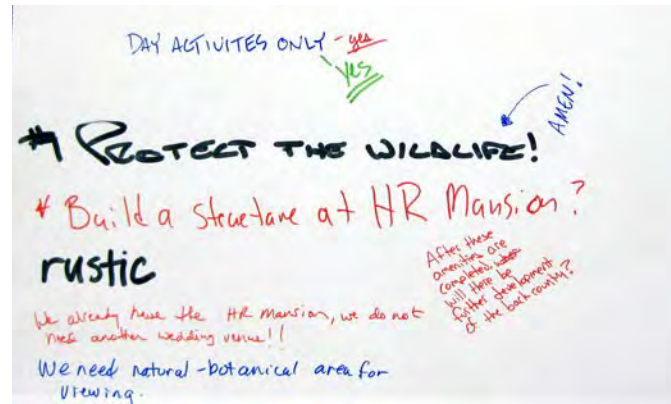 DAY ACTIVITES ONLY - yes
yes
AMEN!
#1 PROTECT THE WILDLIFE!
* Build a structure at HR Mansion?
rustic
After these
amenities are
completed,
will there be
further development
of the back county?
We already have the HR Mansion, we do not
need another wedding venue!!
We need natural-botanical area for
viewing.